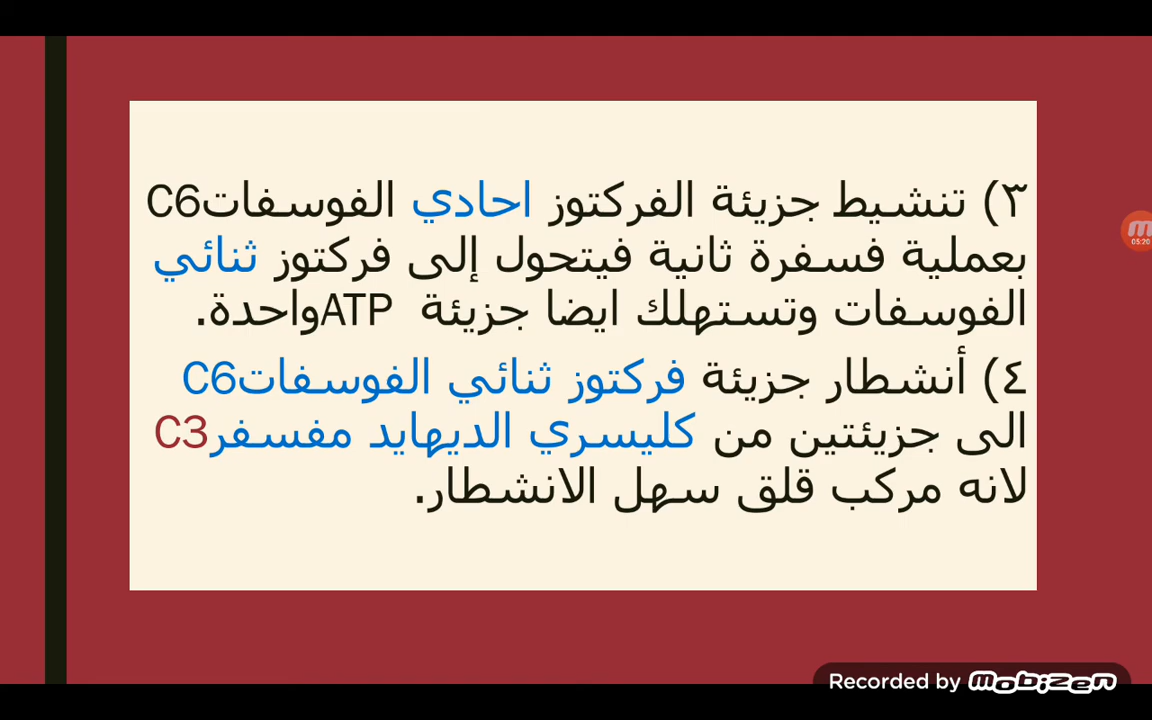 ٣) تنشيط جزيئة الفركتوز احادي الفوسفاتC6
بعملية فسفرة ثانية فيتحول إلى فركتوز ثنائي
الفوسفات وتستهلك ايضا جزيئة ATPواحدة.
٤) أنشطار جزيئة فركتوز ثنائي الفوسفاتC6
الى جزيئتين من كليسري الديهايد مفسفرC3
لانه مركب قلق سهل الانشطار.
05:20
Recorded by mobizen